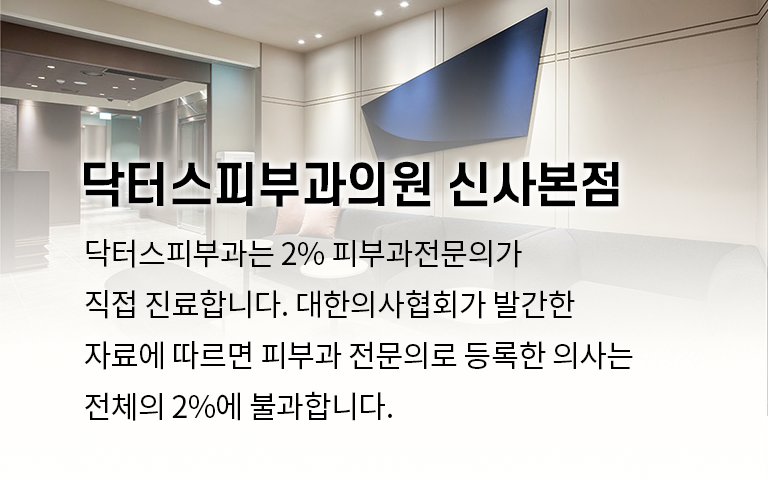 닥터스피부과의원 신사본점
닥터스피부과는 2% 피부과전문의가
직접 진료합니다. 대한의사협회가 발간한
자료에 따르면 피부과 전문의로 등록한 의사는
전체의 2%에 불과합니다.